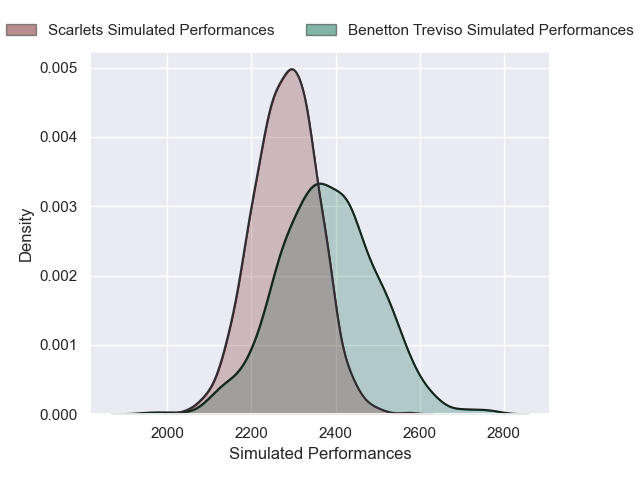 Scarlets Simulated Performances Benetton Treviso Simulated Performances
0.005
0.004
0.003
0.002
0.001
0.000
Density
2000 2200 2400 2600 2800
Simulated Performances